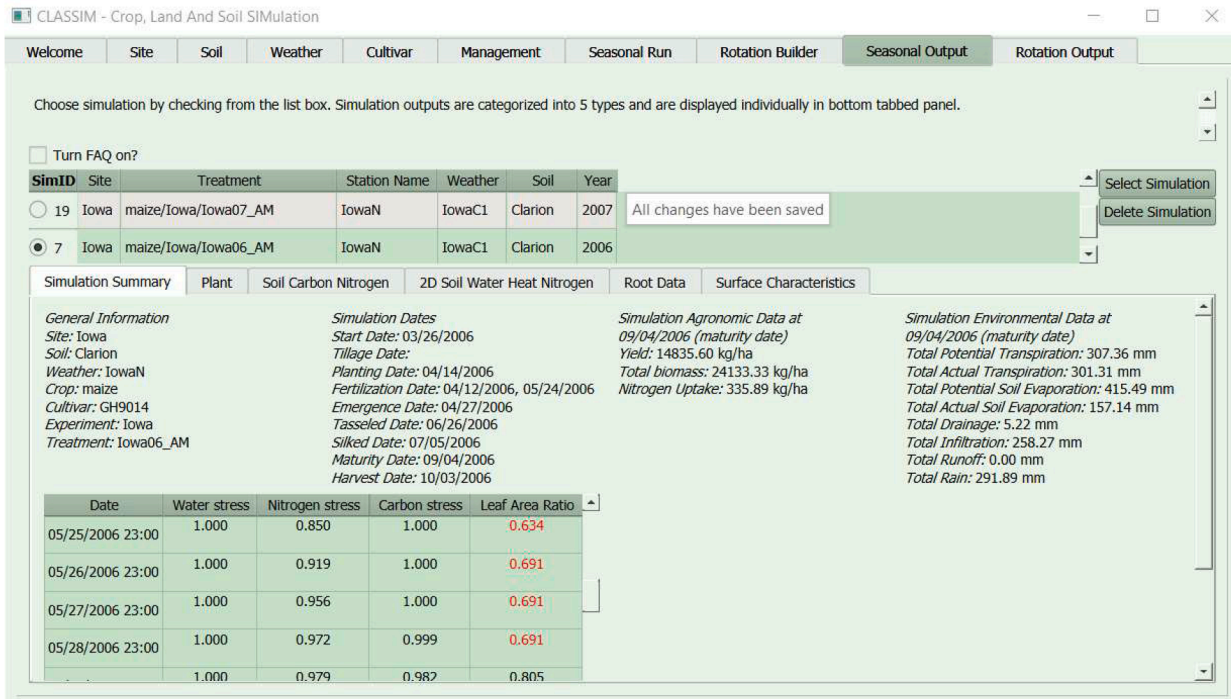 CLASSIM - Crop, Land And Soil SIMulation
Welcome Site Soil Weather Cultivar Management Seasonal Run Rotation Builder Seasonal Output Rotation Output
Choose simulation by checking from the list box. Simulation outputs are categorized into 5 types and are displayed individually in bottom tabbed panel.
Turn FAQ on?
SimID Site Treatment Station Name Weather Soil Year
19 Iowa maize/Iowa/Iowa07_AM IowaN IowaC1 Clarion 2007
7 Iowa maize/Iowa/Iowa06_AM IowaN IowaC1 Clarion 2006
All changes have been saved
Select Simulation
Delete Simulation
Simulation Summary Plant Soil Carbon Nitrogen 2D Soil Water Heat Nitrogen Root Data Surface Characteristics
General Information
Site: Iowa
Soil: Clarion
Weather: IowaN
Crop: maize
Cultivar: GH9014
Experiment: Iowa
Treatment: Iowa06_AM
Simulation Dates
Start Date: 03/26/2006
Tillage Date:
Planting Date: 04/14/2006
Fertilization Date: 04/12/2006, 05/24/2006
Emergence Date: 04/27/2006
Tasseled Date: 06/26/2006
Silked Date: 07/05/2006
Maturity Date: 09/04/2006
Harvest Date: 10/03/2006
Simulation Agronomic Data at
09/04/2006 (maturity date)
Yield: 14835.60 kg/ha
Total biomass: 24133.33 kg/ha
Nitrogen Uptake: 335.89 kg/ha
Simulation Environmental Data at
09/04/2006 (maturity date)
Total Potential Transpiration: 307.36 mm
Total Actual Transpiration: 301.31 mm
Total Potential Soil Evaporation: 415.49 mm
Total Actual Soil Evaporation: 157.14 mm
Total Drainage: 5.22 mm
Total Infiltration: 258.27 mm
Total Runoff: 0.00 mm
Total Rain: 291.89 mm
Date Water stress Nitrogen stress Carbon stress Leaf Area Ratio
05/25/2006 23:00 1.000 0.850 1.000 0.634
05/26/2006 23:00 1.000 0.919 1.000 0.691
05/27/2006 23:00 1.000 0.956 1.000 0.691
05/28/2006 23:00 1.000 0.972 0.999 0.691
1.000 0.979 0.982 0.805